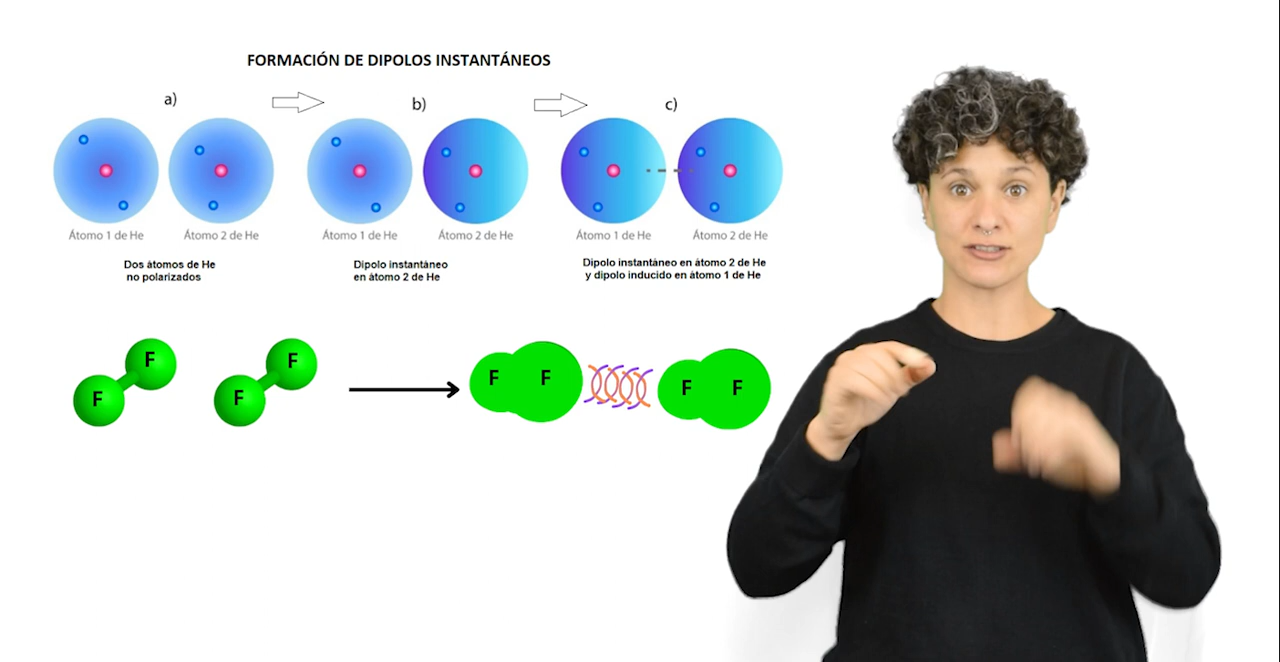 FORMACIÓN DE DIPOLOS INSTANTÁNEOS
a)
b)
c)
Átomo 1 de He
Átomo 2 de He
Átomo 1 de He
Átomo 2 de He
Átomo 1 de He
Átomo 2 de He
Dos átomos de He
no polarizados
Dipolo instantáneo
en átomo 2 de He
Dipolo instantáneo en átomo 2 de He
y dipolo inducido en átomo 1 de He
F
F
F
F
F
F
F
F